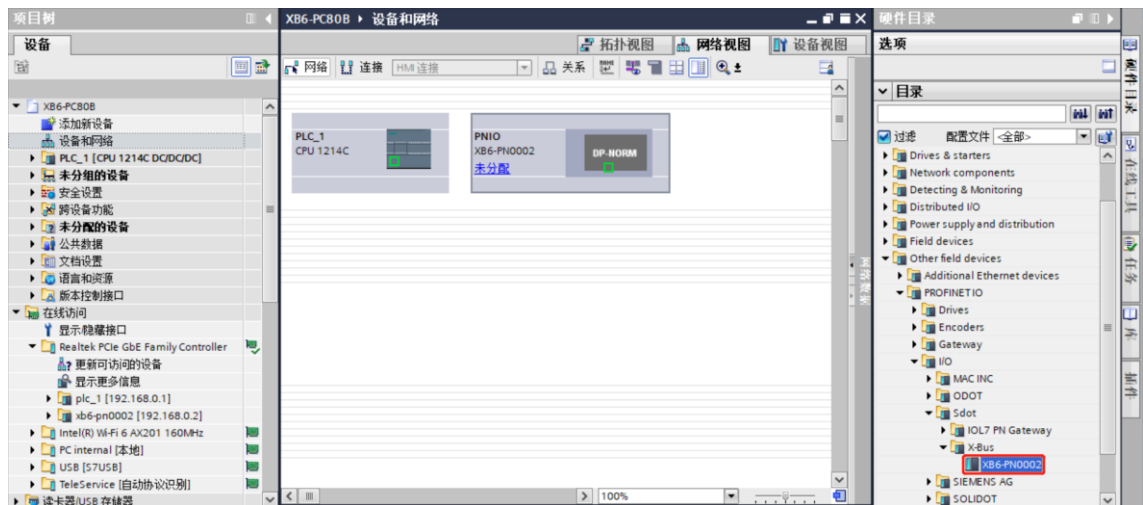 项目树
设备
XB6-PC80B
添加新设备
设备和网络
PLC_1 [CPU 1214C DC/DC/DC]
未分组的设备
安全设置
跨设备功能
未分配的设备
公共数据
文档设置
语言和资源
版本控制接口
在线访问
显示/隐藏接口
Realtek PCIe GbE Family Controller
更新可访问的设备
显示更多信息
plc_1 [192.168.0.1]
xb6-pn0002 [192.168.0.2]
Intel(R) Wi-Fi 6 AX201 160MHz
PC internal [本地]
USB [S7USB]
TeleService [自动协议识别]
读卡器/USB 存储器
XB6-PC80B ▸ 设备和网络
拓扑视图 网络视图 设备视图
网络 连接 HMI 连接 关系
PLC_1
CPU 1214C
PNIO
XB6-PN0002
未分配
DP-NORM
100%
网络数据
硬件目录
选项
目录
过滤 配置文件 <全部>
Drives & starters
Network components
Detecting & Monitoring
Distributed I/O
Power supply and distribution
Field devices
Other field devices
Additional Ethernet devices
PROFINET IO
Drives
Encoders
Gateway
I/O
MAC INC
ODOT
Sdot
IOL7 PN Gateway
X-Bus
XB6-PN0002
SIEMENS AG
SOLIDOT
硬件目录
在线工具
任务
库
插件